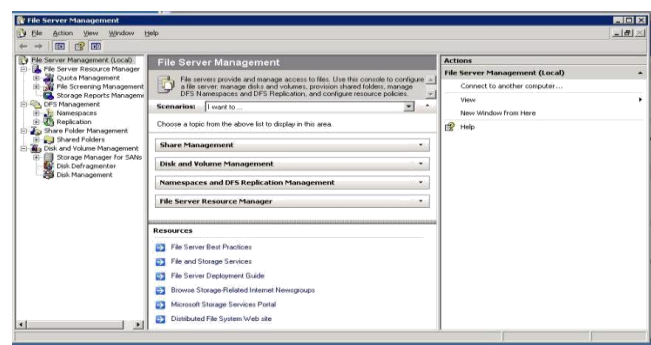 File Server Management
File Action View Window Help
File Server Management (Local)
File Server Resource Manager
Quota Management
File Screening Management
Storage Reports Managem
DFS Management
Namespaces
Replication
Share Folder Management
Shared Folders
Disk and Volume Management
Storage Manager for SANs
Disk Defragmenter
Disk Management
File Server Management
File servers provide and manage access to files. Use this console to configure
a file server: manage disks and volumes, provision shared folders, manage
DFS Namespaces and DFS Replication, and configure resource policies.
Scenarios: I want to ...
Choose a topic from the above list to display in this area
Share Management
Disk and Volume Management
Namespaces and DFS Replication Management
File Server Resource Manager
Resources
File Server Best Practices
File and Storage Services
File Server Deployment Guide
Browse Storage-Related Internet Newsgroups
Microsoft Storage Services Portal
Distributed File System Web site
Actions
File Server Management (Local)
Connect to another computer...
View
New Window from Here
Help